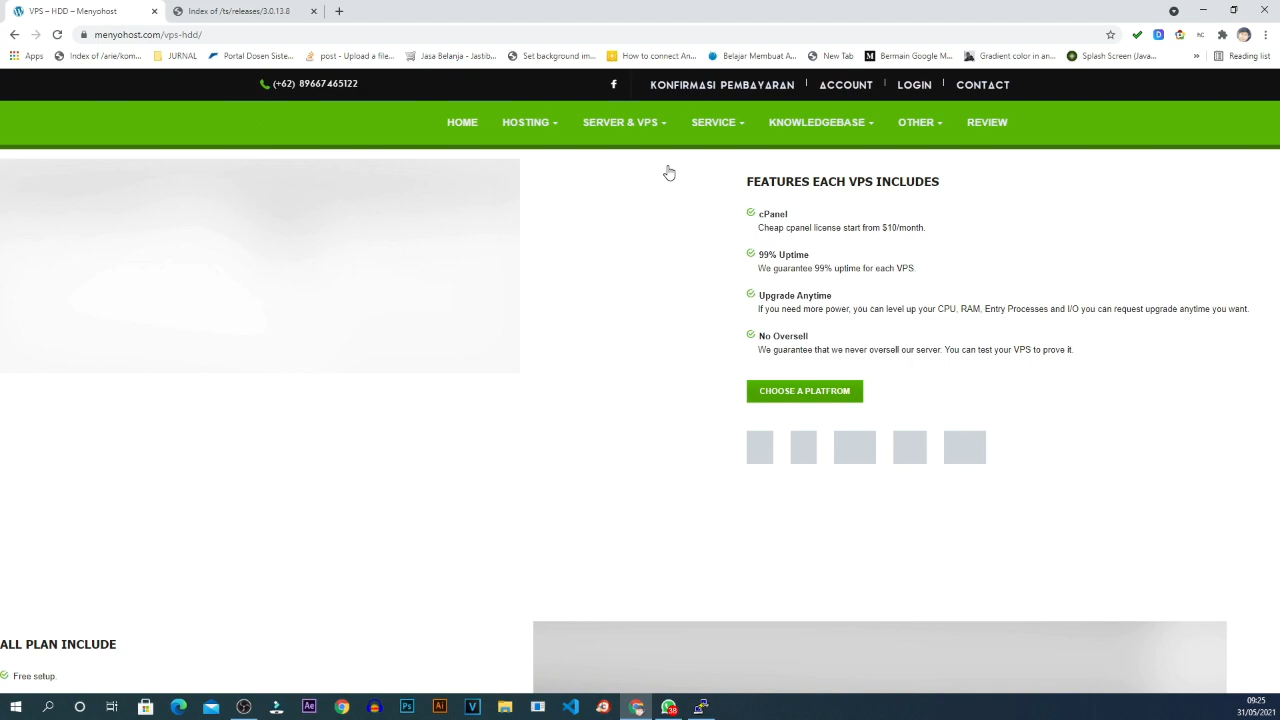 VPS – HDD – Menyohost
Index of /ts/releases/3.0.13.8
menyohost.com/vps-hdd/
Apps
Index of /arie/kom...
JURNAL
Portal Dosen Siste...
post - Upload a file...
Jasa Belanja - Jastib...
Set background im...
How to connect An...
Belajar Membuat A...
New Tab
Bermain Google M...
Gradient color in an...
Splash Screen (Java...
»
Reading list
(+62) 89667465122
KONFIRMASI PEMBAYARAN
ACCOUNT
LOGIN
CONTACT
HOME
HOSTING
SERVER & VPS
SERVICE
KNOWLEDGEBASE
OTHER
REVIEW
FEATURES EACH VPS INCLUDES
cPanel
Cheap cpanel license start from $10/month.
99% Uptime
We guarantee 99% uptime for each VPS.
Upgrade Anytime
If you need more power, you can level up your CPU, RAM, Entry Processes and I/O you can request upgrade anytime you want.
No Oversell
We guarantee that we never oversell our server. You can test your VPS to prove it.
CHOOSE A PLATFROM
ALL PLAN INCLUDE
Free setup.
38
09:25
31/05/2021